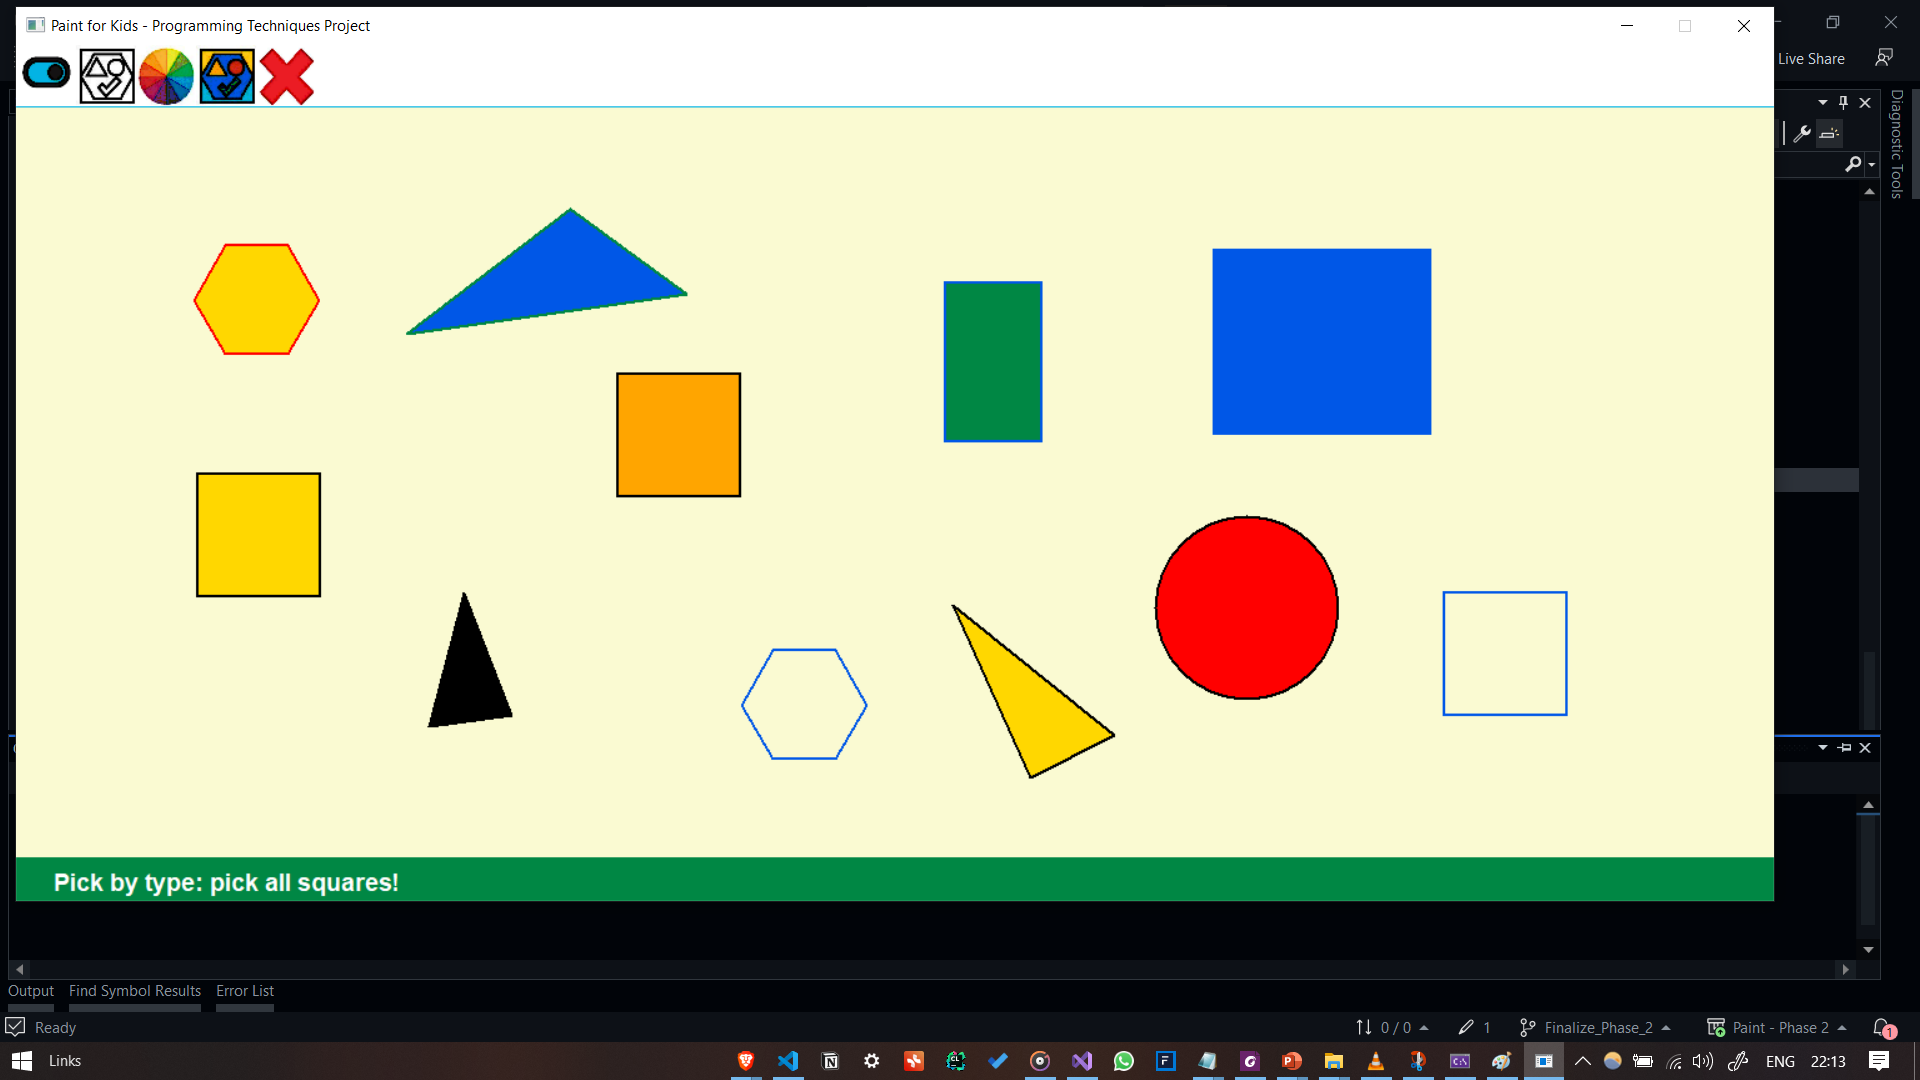 Paint for Kids - Programming Techniques Project
Live Share
Diagnostic Tools
Pick by type: pick all squares!
Output Find Symbol Results Error List
Ready 0 / 0 1 Finalize_Phase_2 Paint - Phase 2 1
Links ENG 22:13